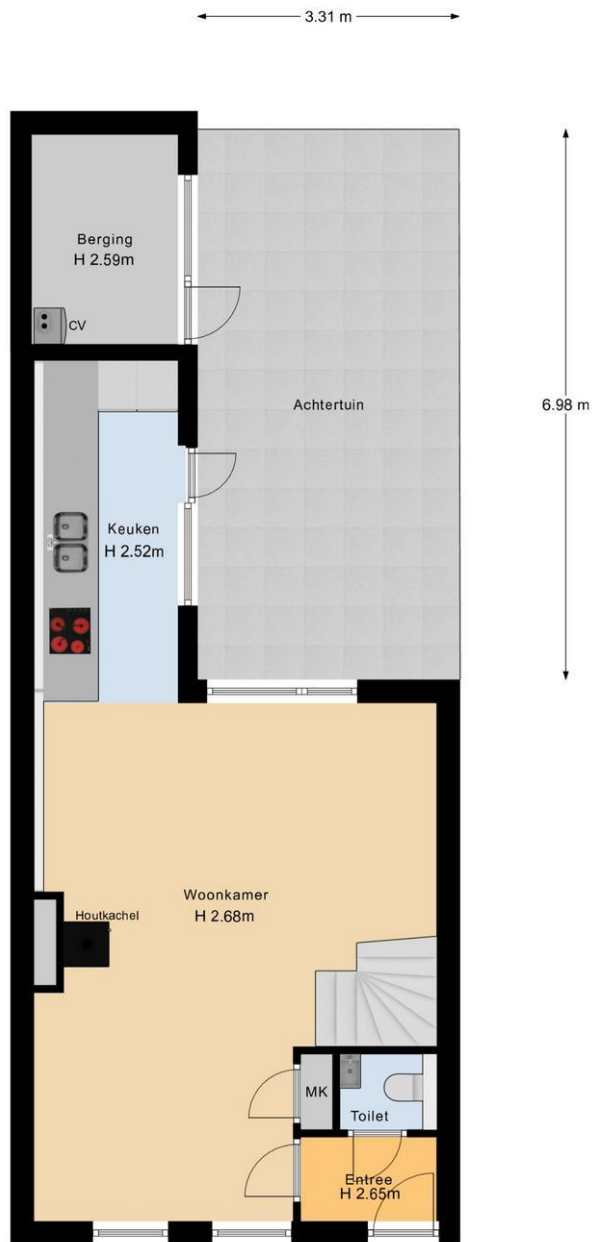 3.31 m
Berging
H 2.59m
CV
Achtertuin
6.98 m
Keuken
H 2.52m
Woonkamer
H 2.68m
Houtkachel
MK
Toilet
Entree
H 2.65m